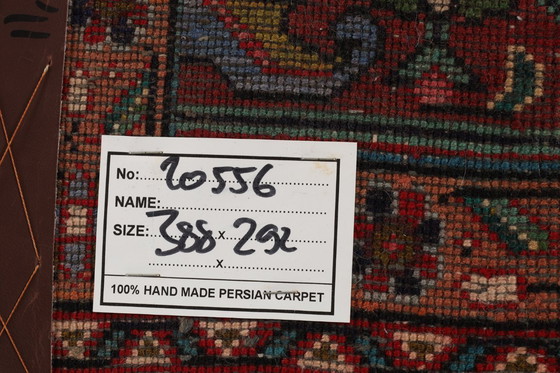 No: 20556
NAME:
SIZE: 388 x 292
x
100% HAND MADE PERSIAN CARPET